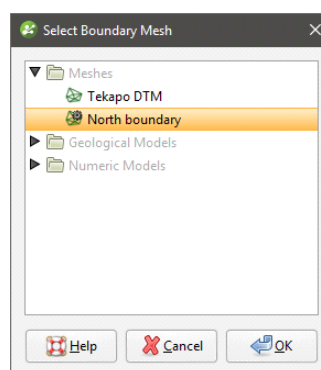 Select Boundary Mesh
Meshes
Tekapo DTM
North boundary
Geological Models
Numeric Models
Help Cancel OK